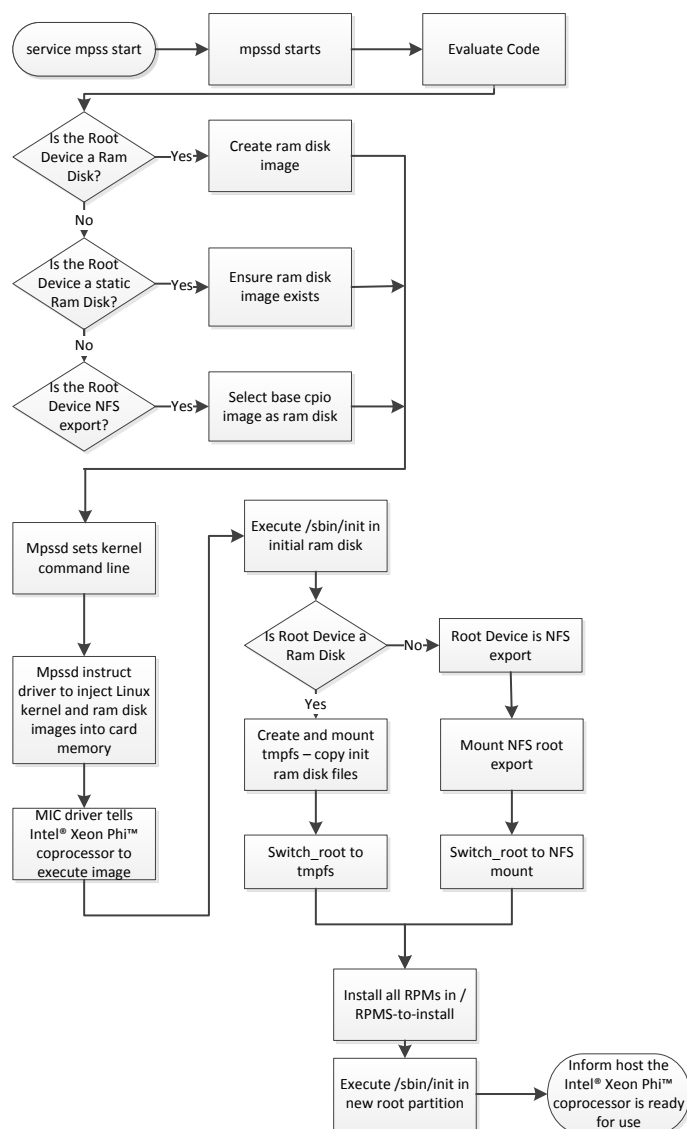 service mpss start
mpssd starts
Evaluate Code
Is the Root
Device a Ram
Disk?
Yes
Create ram disk
image
No
Is the Root
Device a static
Ram Disk?
Yes
Ensure ram disk
image exists
No
Is the Root
Device NFS
export?
Yes
Select base cpio
image as ram disk
Mpssd sets kernel
command line
Mpssd instruct
driver to inject Linux
kernel and ram disk
images into card
memory
MIC driver tells
Intel® Xeon Phi™
coprocessor to
execute image
Execute /sbin/init in
initial ram disk
Is Root Device a
Ram Disk
No
Root Device is NFS
export
Yes
Create and mount
tmpfs – copy init
ram disk files
Mount NFS root
export
Switch_root to
tmpfs
Switch_root to NFS
mount
Install all RPMs in /
RPMS-to-install
Execute /sbin/init in
new root partition
Inform host the
Intel® Xeon Phi™
coprocessor is ready
for use